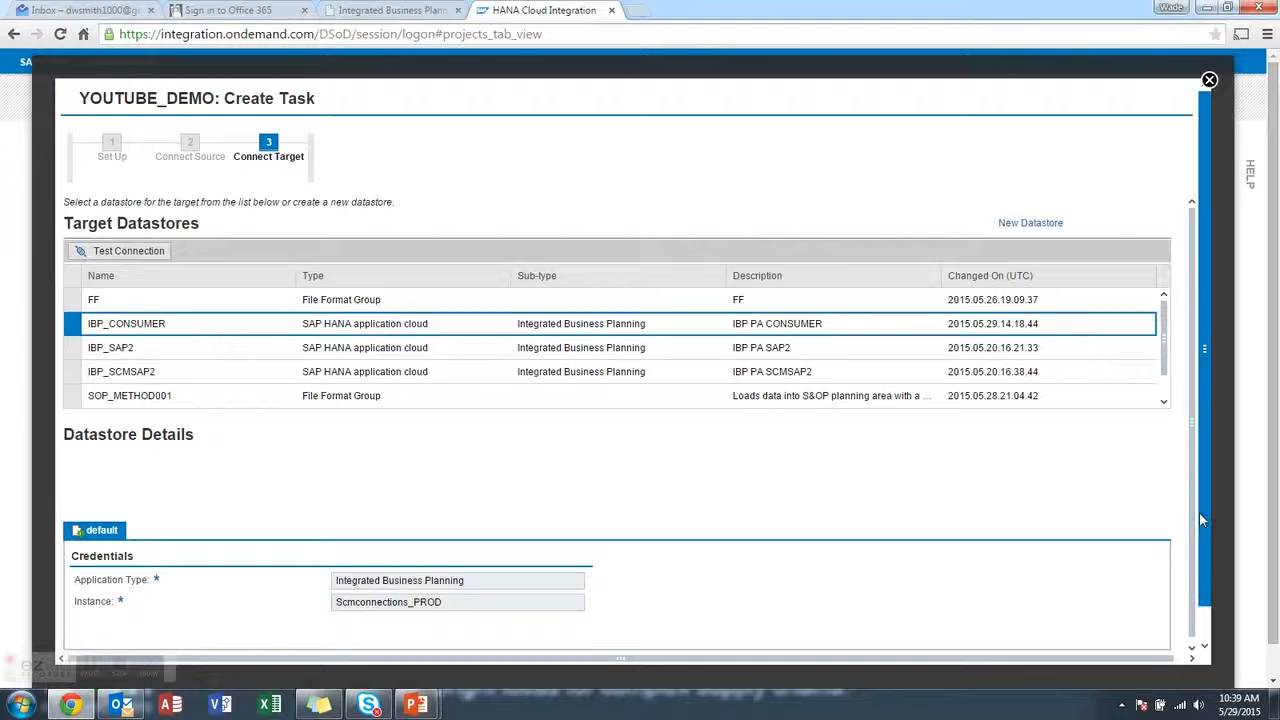 Inbox – dwsmith1000@g
Sign in to Office 365
Integrated Business Plann
HANA Cloud Integration
Wade
https://integration.ondemand.com/DSoD/session/logon#projects_tab_view
SA
YOUTUBE_DEMO: Create Task
1 2 3
Set Up Connect Source Connect Target
HELP
Select a datastore for the target from the list below or create a new datastore.
Target Datastores New Datastore
Test Connection
Name Type Sub-type Description Changed On (UTC)
FF File Format Group FF 2015.05.26.19.09.37
IBP_CONSUMER SAP HANA application cloud Integrated Business Planning IBP PA CONSUMER 2015.05.29.14.18.44
IBP_SAP2 SAP HANA application cloud Integrated Business Planning IBP PA SAP2 2015.05.20.16.21.33
IBP_SCMSAP2 SAP HANA application cloud Integrated Business Planning IBP PA SCMSAP2 2015.05.20.16.38.44
SOP_METHOD001 File Format Group Loads data into S&OP planning area with a ... 2015.05.28.21.04.42
Datastore Details
default
Credentials
Application Type: * Integrated Business Planning
Instance: * Scmconnections_PROD
ez
10:39 AM
5/29/2015